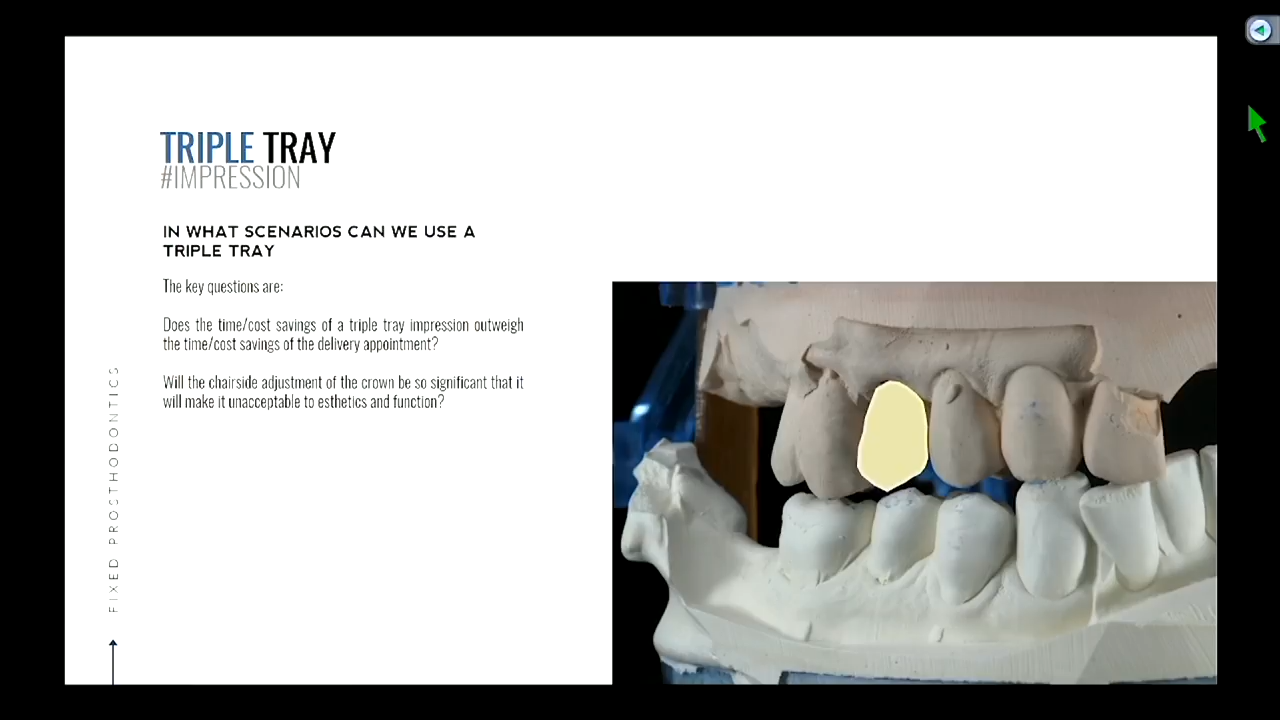 TRIPLE TRAY
#IMPRESSION
IN WHAT SCENARIOS CAN WE USE A
TRIPLE TRAY
The key questions are:
Does the time/cost savings of a triple tray impression outweigh
the time/cost savings of the delivery appointment?
Will the chairside adjustment of the crown be so significant that it
will make it unacceptable to esthetics and function?
FIXED PROSTHODONTICS